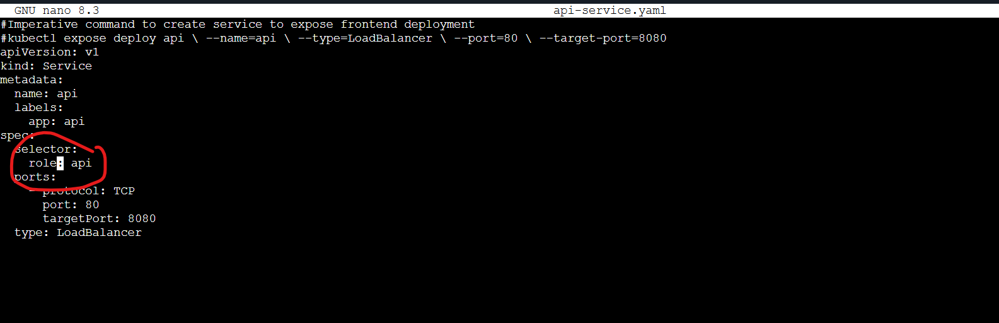 GNU nano 8.3 api-service.yaml
#Imperative command to create service to expose frontend deployment
#kubectl expose deploy api \ --name=api \ --type=LoadBalancer \ --port=80 \ --target-port=8080
apiVersion: v1
kind: Service
metadata:
  name: api
  labels:
    app: api
spec:
  selector:
    role: api
  ports:
    - protocol: TCP
      port: 80
      targetPort: 8080
  type: LoadBalancer